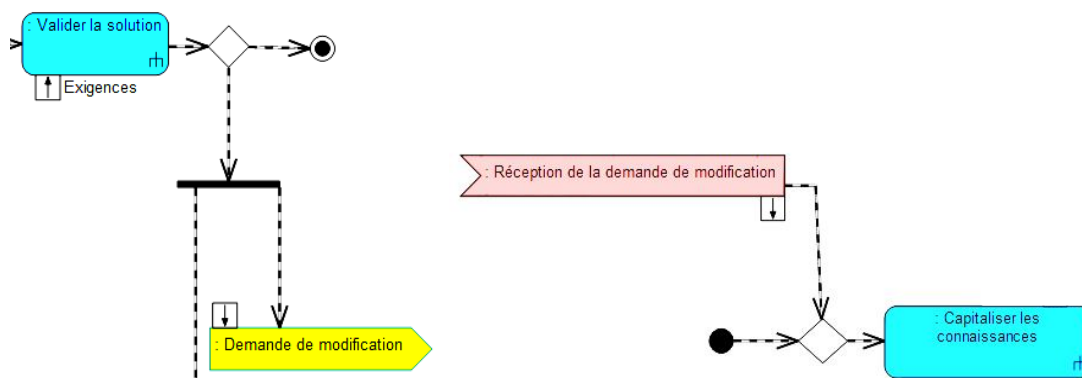 : Valider la solution
Exigences
: Réception de la demande de modification
: Demande de modification
: Capitaliser les
connaissances